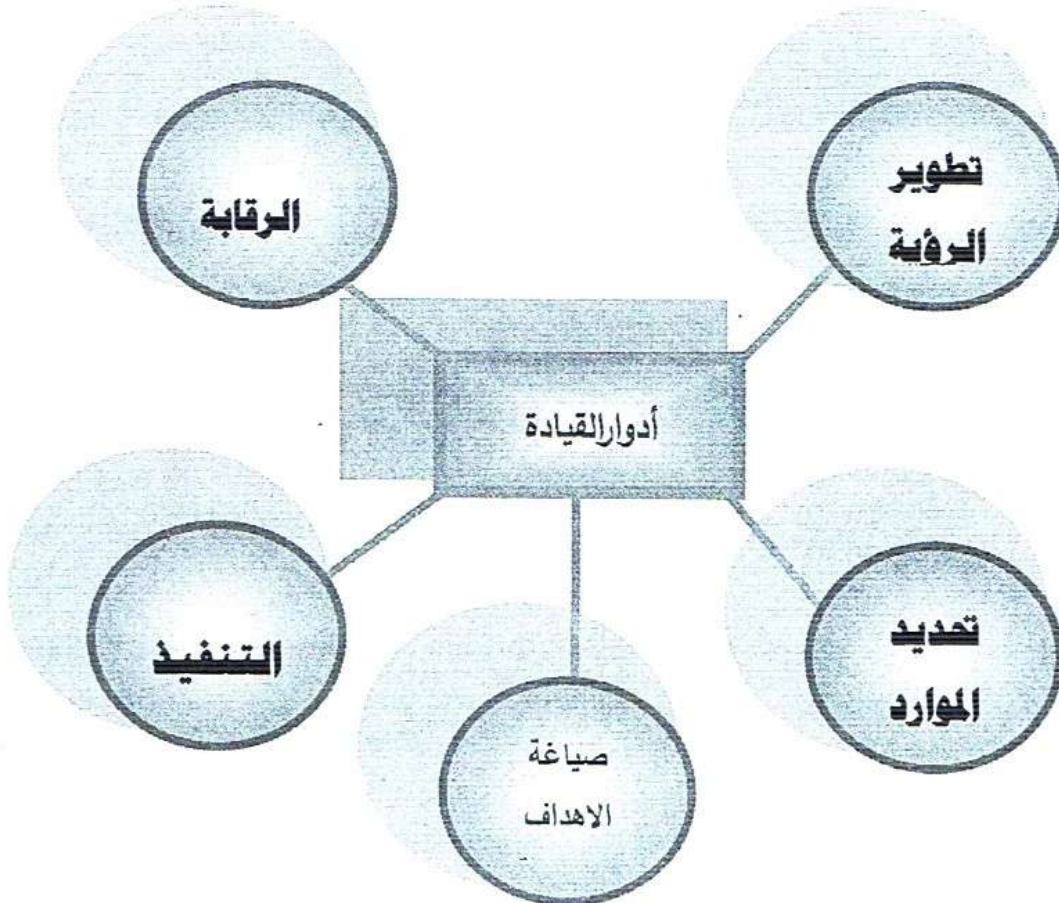 تطوير
الرؤية
الرقابة
أدوارالقيادة
تحديد
الموارد
التنفيذ
صياغة
الاهداف